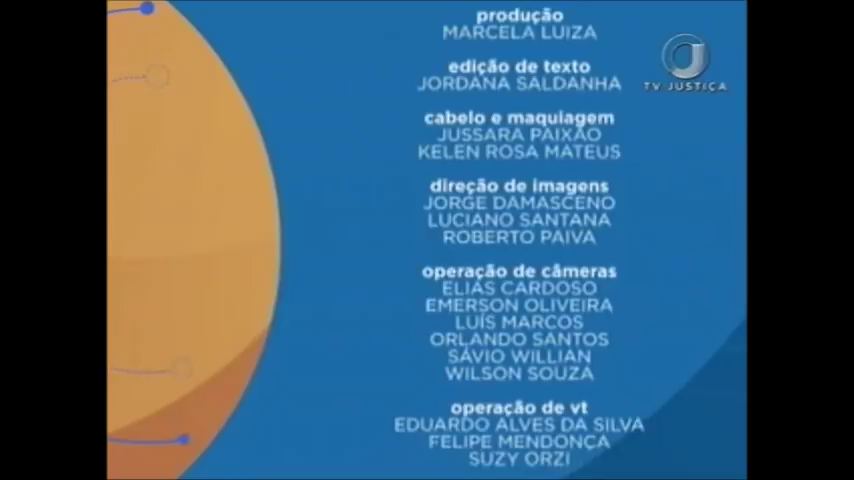 produção
MARCELA LUIZA
edição de texto
JORDANA SALDANHA
cabelo e maquiagem
JUSSARA PAIXÃO
KELEN ROSA MATEUS
direção de imagens
JORGE DAMASCENO
LUCIANO SANTANA
ROBERTO PAIVA
operação de câmeras
ELIAS CARDOSO
EMERSON OLIVEIRA
LUÍS MARCOS
ORLANDO SANTOS
SÁVIO WILLIAN
WILSON SOUZA
operação de vt
EDUARDO ALVES DA SILVA
FELIPE MENDONÇA
SUZY ORZI
TV JUSTIÇA